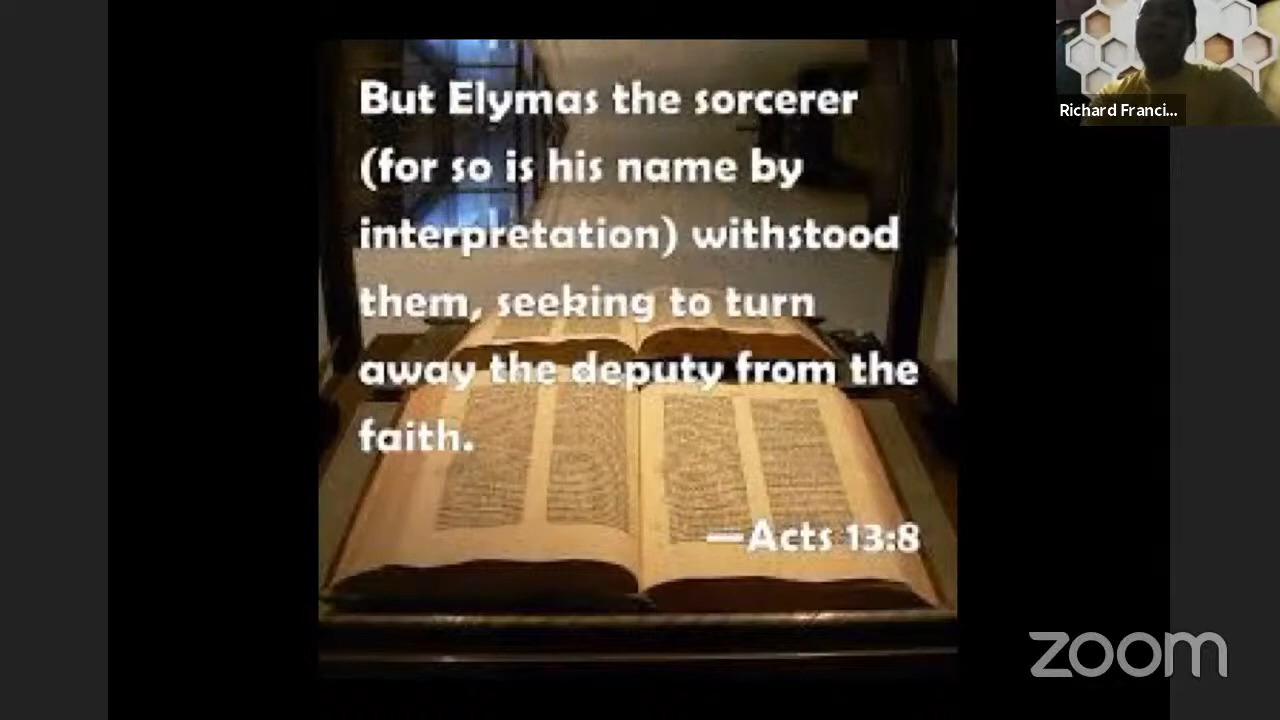 But Elymas the sorcerer
(for so is his name by
interpretation) withstood
them, seeking to turn
away the deputy from the
faith.
—Acts 13:8
Richard Franci...
zoom